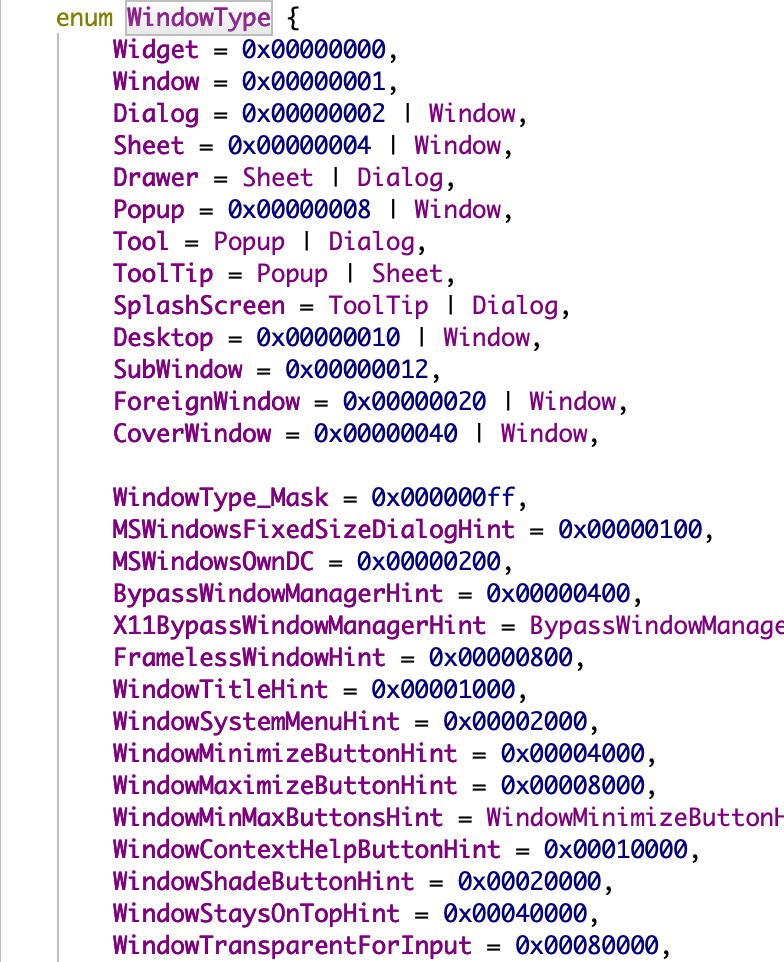 enum WindowType {
Widget = 0x00000000,
Window = 0x00000001,
Dialog = 0x00000002 | Window,
Sheet = 0x00000004 | Window,
Drawer = Sheet | Dialog,
Popup = 0x00000008 | Window,
Tool = Popup | Dialog,
ToolTip = Popup | Sheet,
SplashScreen = ToolTip | Dialog,
Desktop = 0x00000010 | Window,
SubWindow = 0x00000012,
ForeignWindow = 0x00000020 | Window,
CoverWindow = 0x00000040 | Window,
WindowType_Mask = 0x000000ff,
MSWindowsFixedSizeDialogHint = 0x00000100,
MSWindowsOwnDC = 0x00000200,
BypassWindowManagerHint = 0x00000400,
X11BypassWindowManagerHint = BypassWindowManage
FramelessWindowHint = 0x00000800,
WindowTitleHint = 0x00001000,
WindowSystemMenuHint = 0x00002000,
WindowMinimizeButtonHint = 0x00004000,
WindowMaximizeButtonHint = 0x00008000,
WindowMinMaxButtonsHint = WindowMinimizeButtonH
WindowContextHelpButtonHint = 0x00010000,
WindowShadeButtonHint = 0x00020000,
WindowStaysOnTopHint = 0x00040000,
WindowTransparentForInput = 0x00080000,